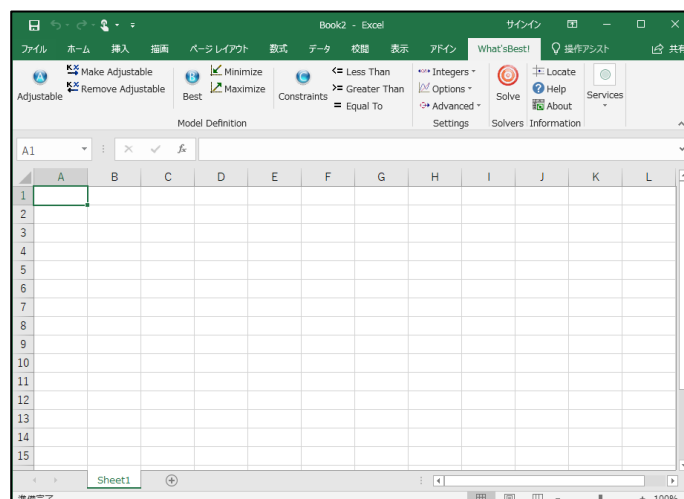 Book2 - Excel サインイン
ファイル ホーム 挿入 描画 ページ レイアウト 数式 データ 校閲 表示 アドイン What'sBest! 操作アシスト 共有
Adjustable Make Adjustable Remove Adjustable
Best Minimize Maximize
Constraints <= Less Than >= Greater Than = Equal To
Integers Options Advanced
Solve
Locate Help About
Services
Model Definition Settings Solvers Information
A1 fx
A B C D E F G H I J K L
1
2
3
4
5
6
7
8
9
10
11
12
13
14
15
Sheet1
準備完了 100%